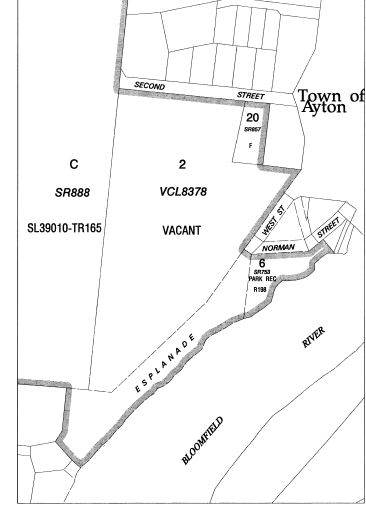 SECOND STREET
Town of
Ayton
20
SR857
F
C
2
SR888
VCL8378
SL39010-TR165
VACANT
WEST ST
NORMAN STREET
6
SR753
PARK REC
R198
ESPLANADE
RIVER
BLOOMFIELD